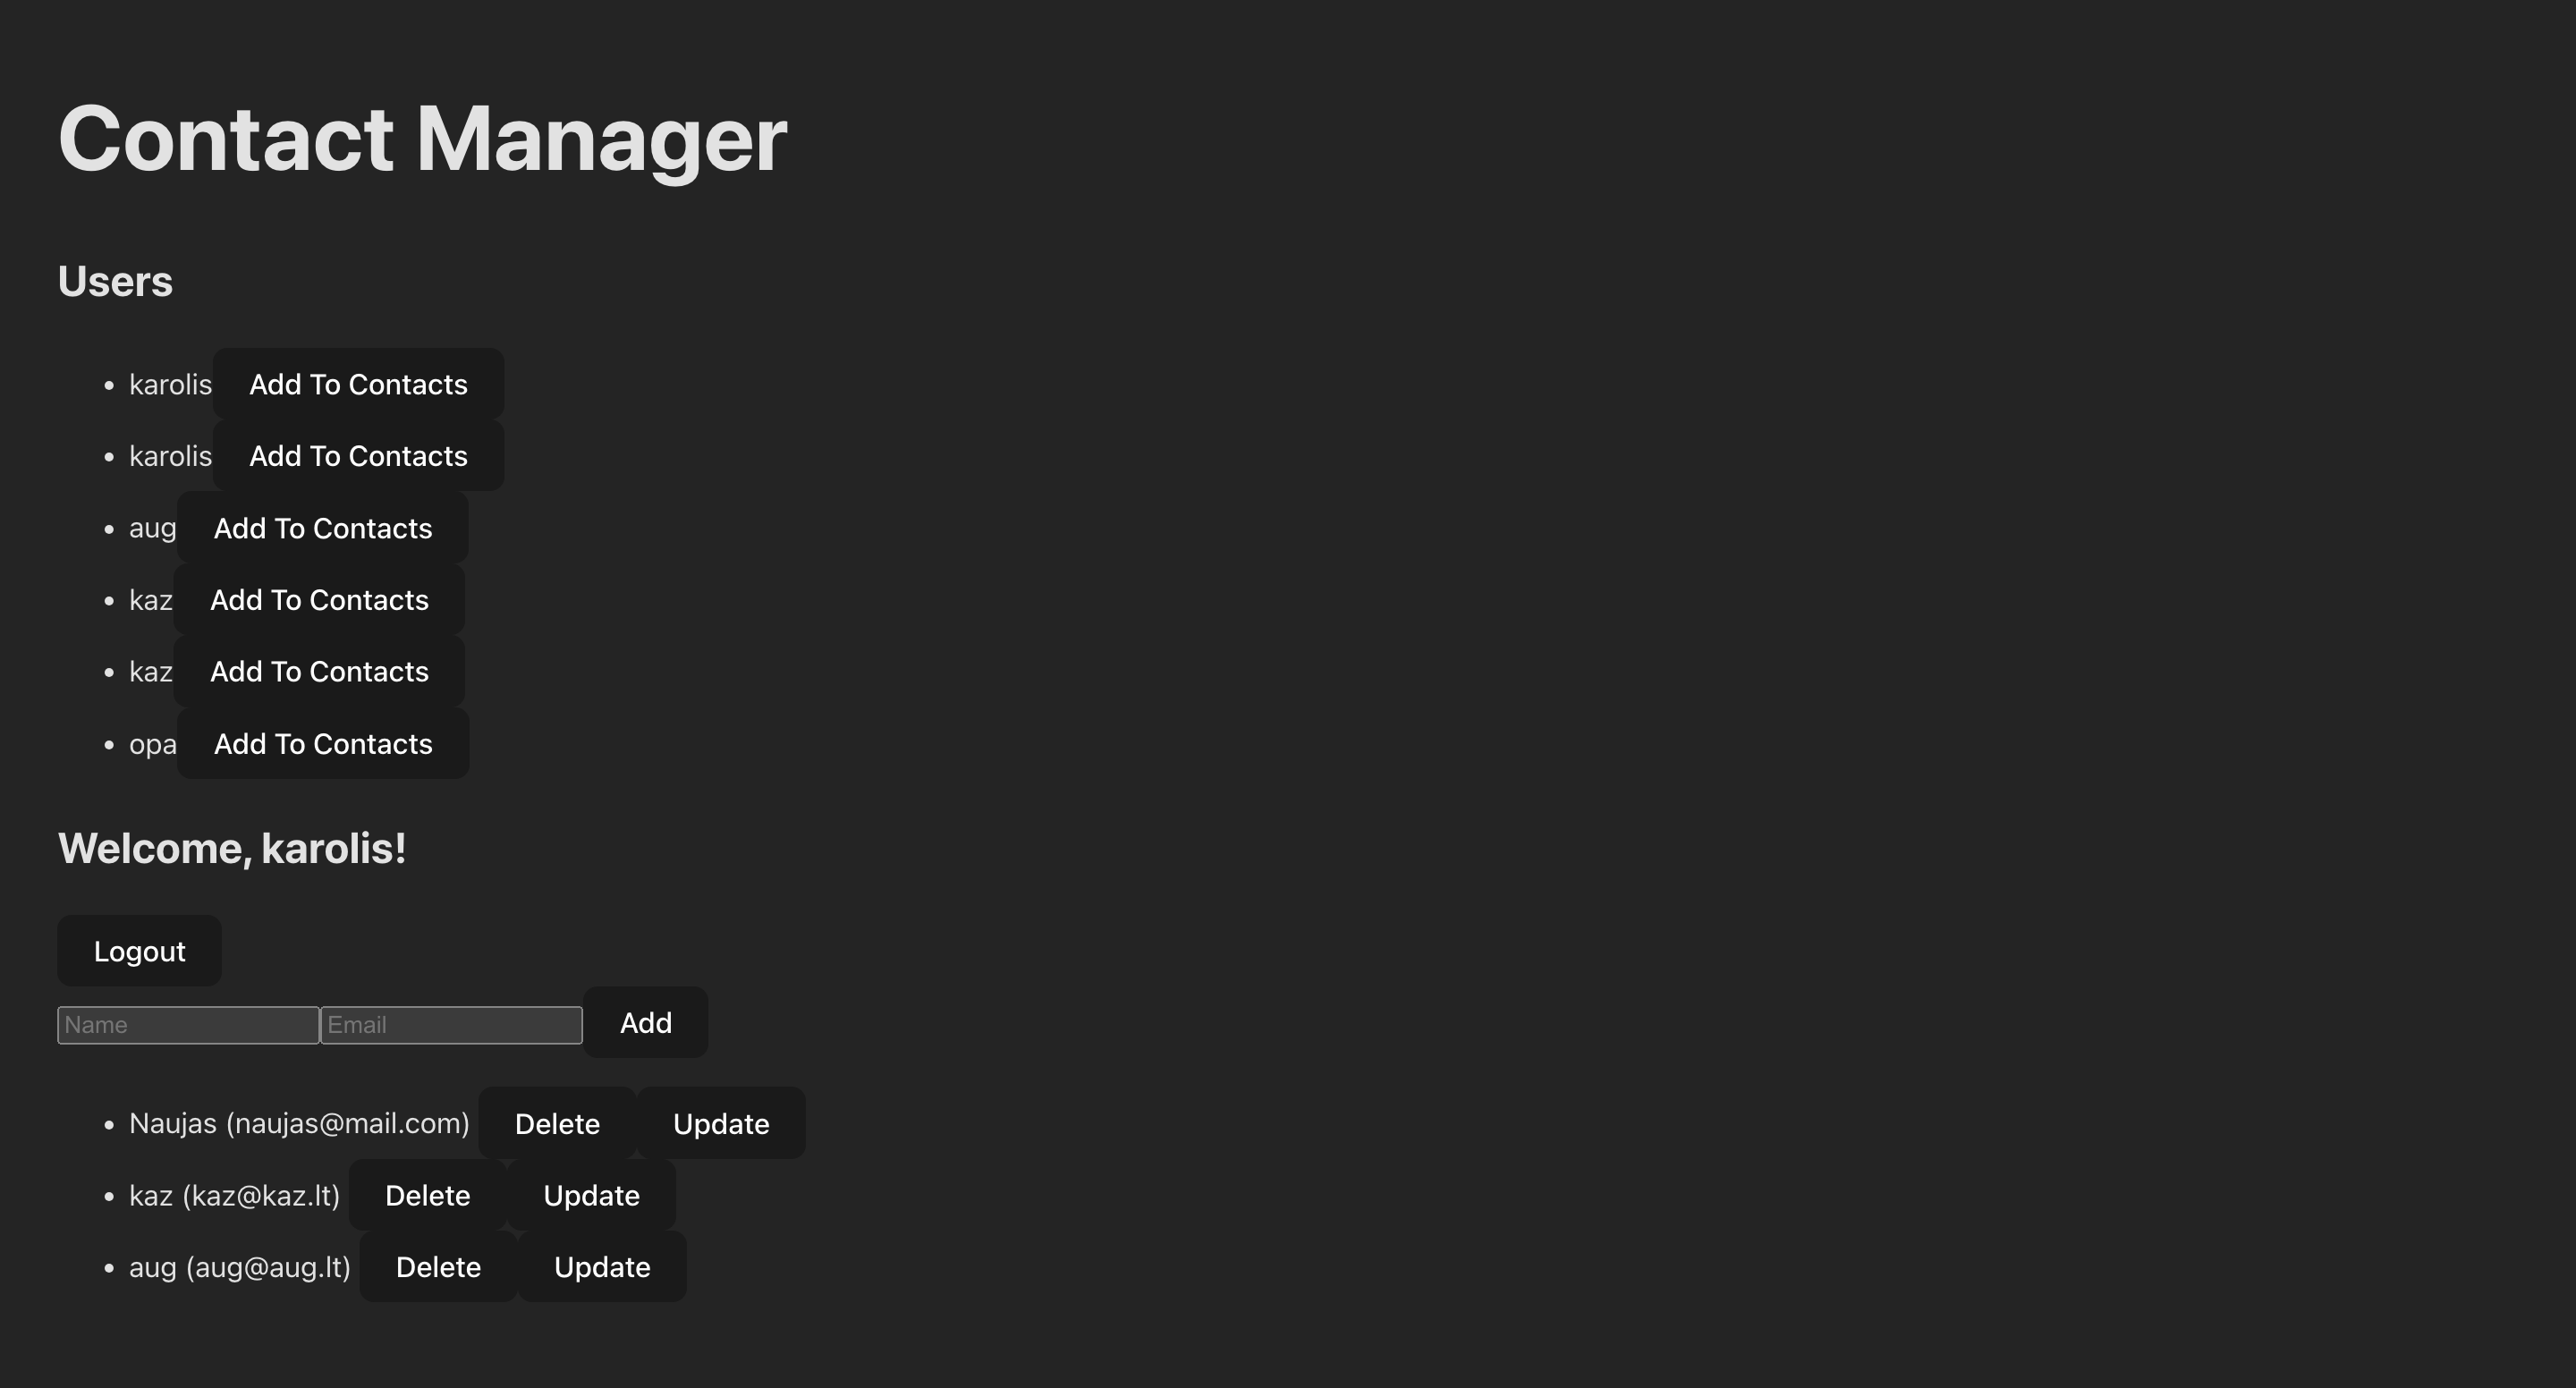 Contact Manager
Users
karolis Add To Contacts
karolis Add To Contacts
aug Add To Contacts
kaz Add To Contacts
kaz Add To Contacts
opa Add To Contacts
Welcome, karolis!
Logout
Name Email Add
Naujas (naujas@mail.com) Delete Update
kaz (kaz@kaz.lt) Delete Update
aug (aug@aug.lt) Delete Update